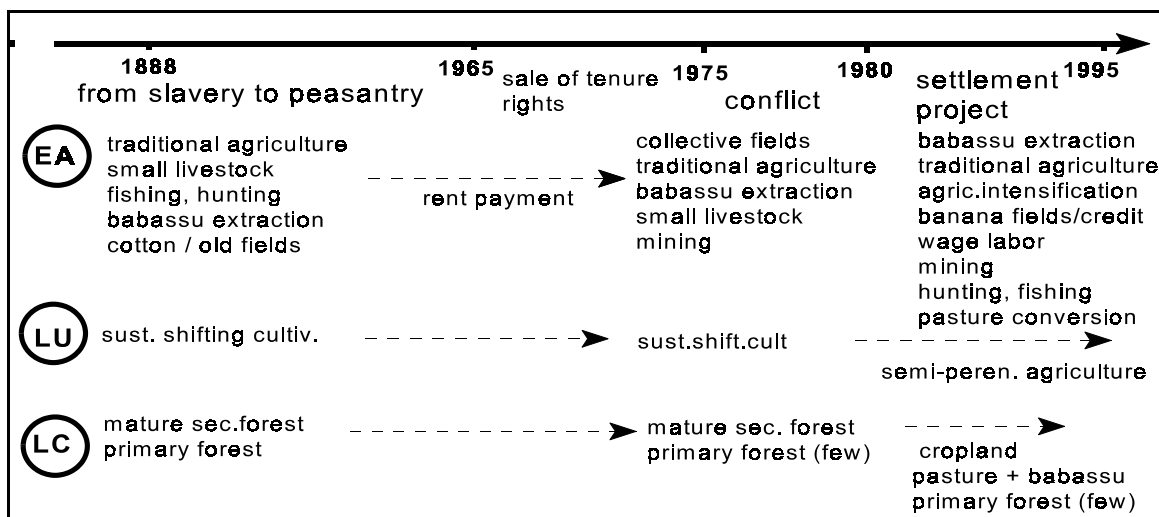 1888 1965 1975 1980 1995
from slavery to peasantry
sale of tenure
rights
conflict
settlement
project
EA
traditional agriculture
small livestock
fishing, hunting
babassu extraction
cotton / old fields
rent payment
collective fields
traditional agriculture
babassu extraction
small livestock
mining
babassu extraction
traditional agriculture
agric.intensification
banana fields/credit
wage labor
mining
hunting, fishing
pasture conversion
LU
sust. shifting cultiv.
sust.shift.cult
semi-peren. agriculture
LC
mature sec.forest
primary forest
mature sec. forest
primary forest (few)
cropland
pasture + babassu
primary forest (few)